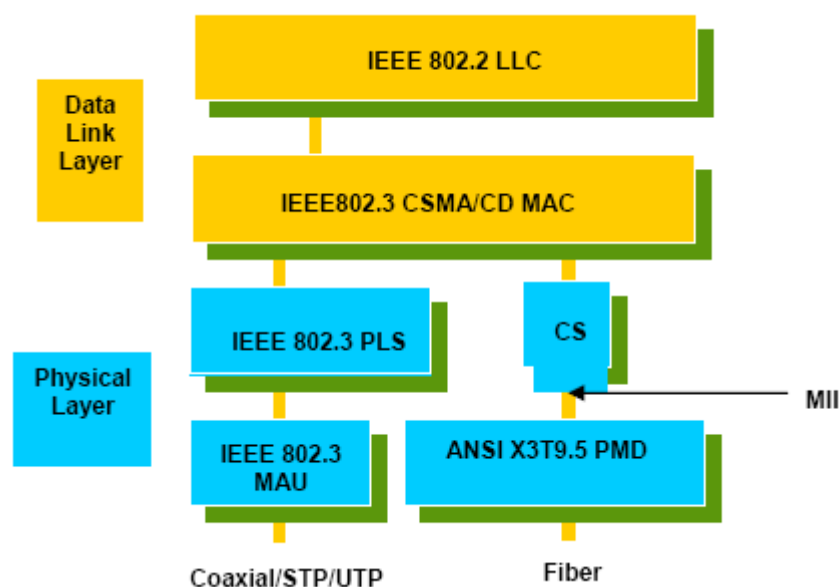 IEEE 802.2 LLC
Data
Link
Layer
IEEE802.3 CSMA/CD MAC
IEEE 802.3 PLS
CS
Physical
Layer
MII
IEEE 802.3
MAU
ANSI X3T9.5 PMD
Coaxial/STP/UTP
Fiber